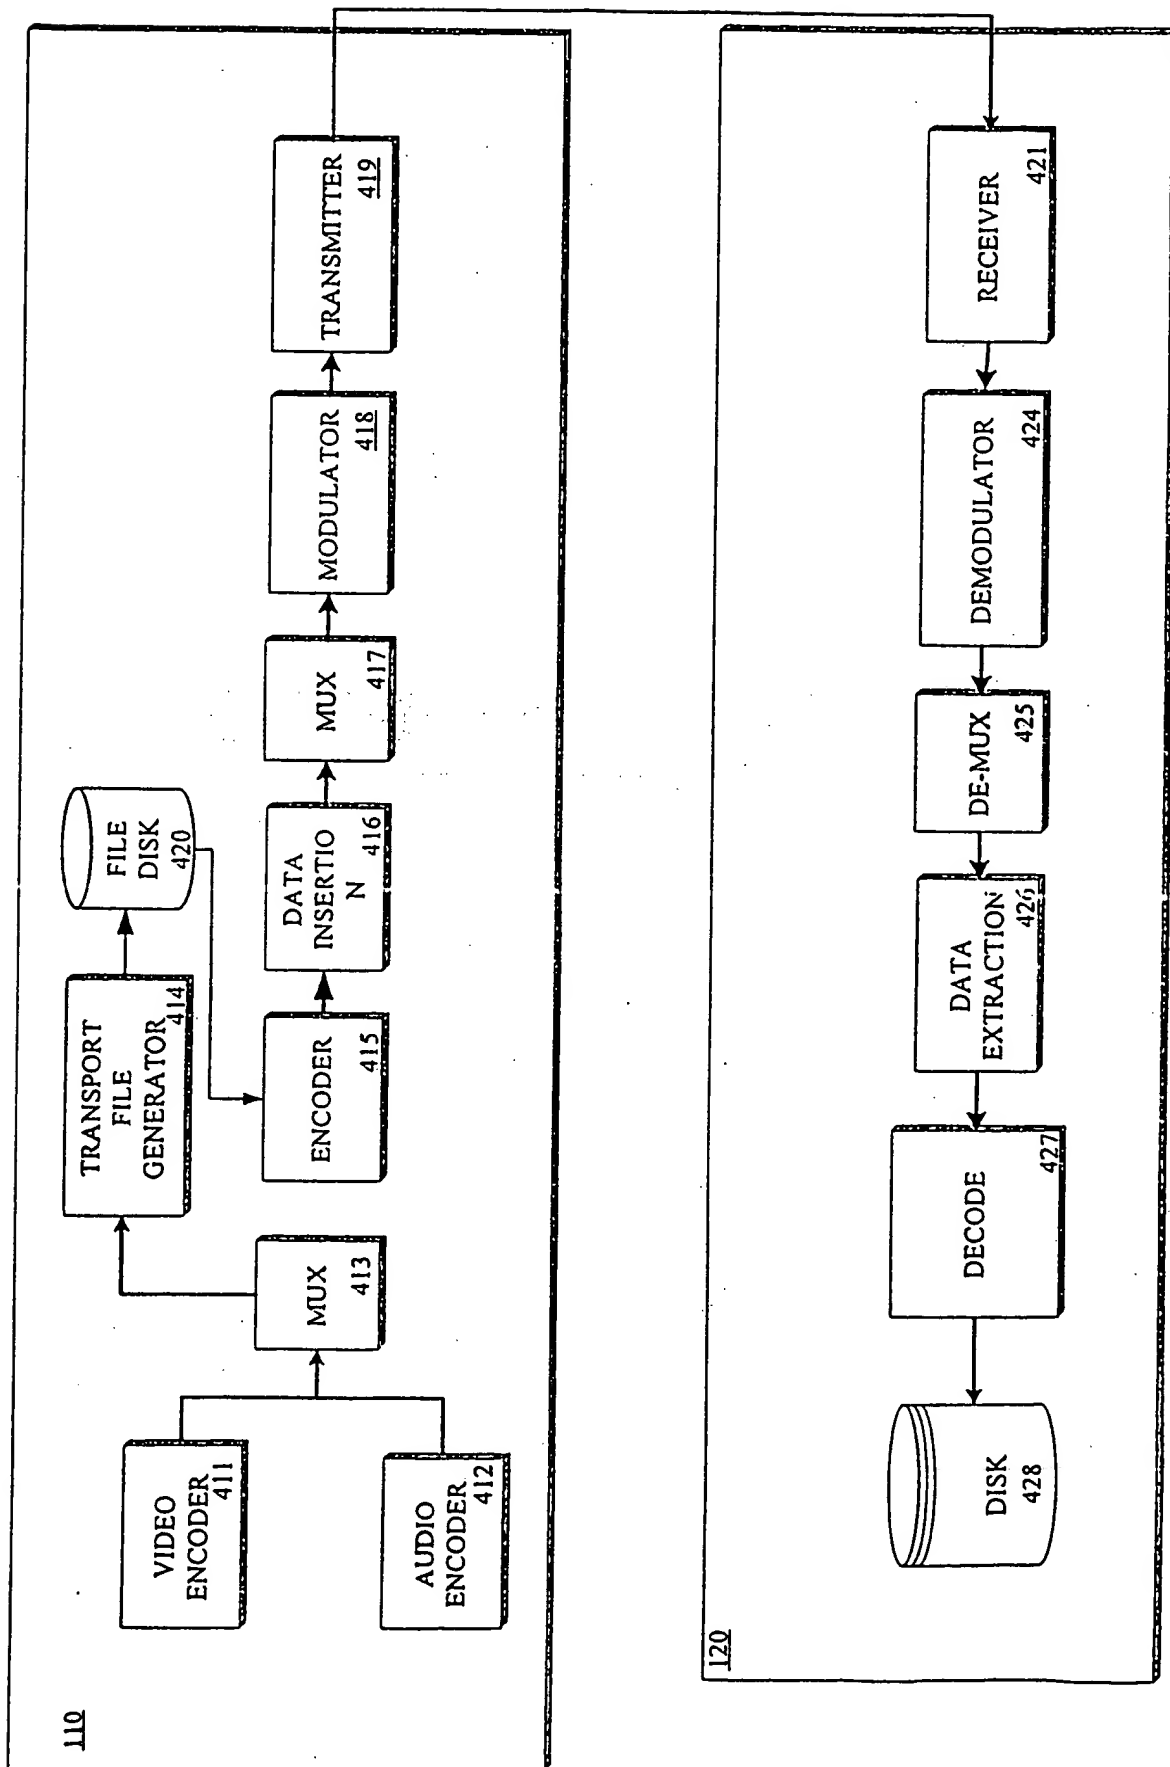 110
VIDEO
ENCODER
411
AUDIO
ENCODER
412
MUX
413
TRANSPORT
FILE
GENERATOR
414
FILE
DISK
420
ENCODER
415
DATA
INSERTIO
N
416
MUX
417
MODULATOR
418
TRANSMITTER
419
120
RECEIVER
421
DEMODULATOR
424
DE-MUX
425
DATA
EXTRACTION
426
DECODE
427
DISK
428